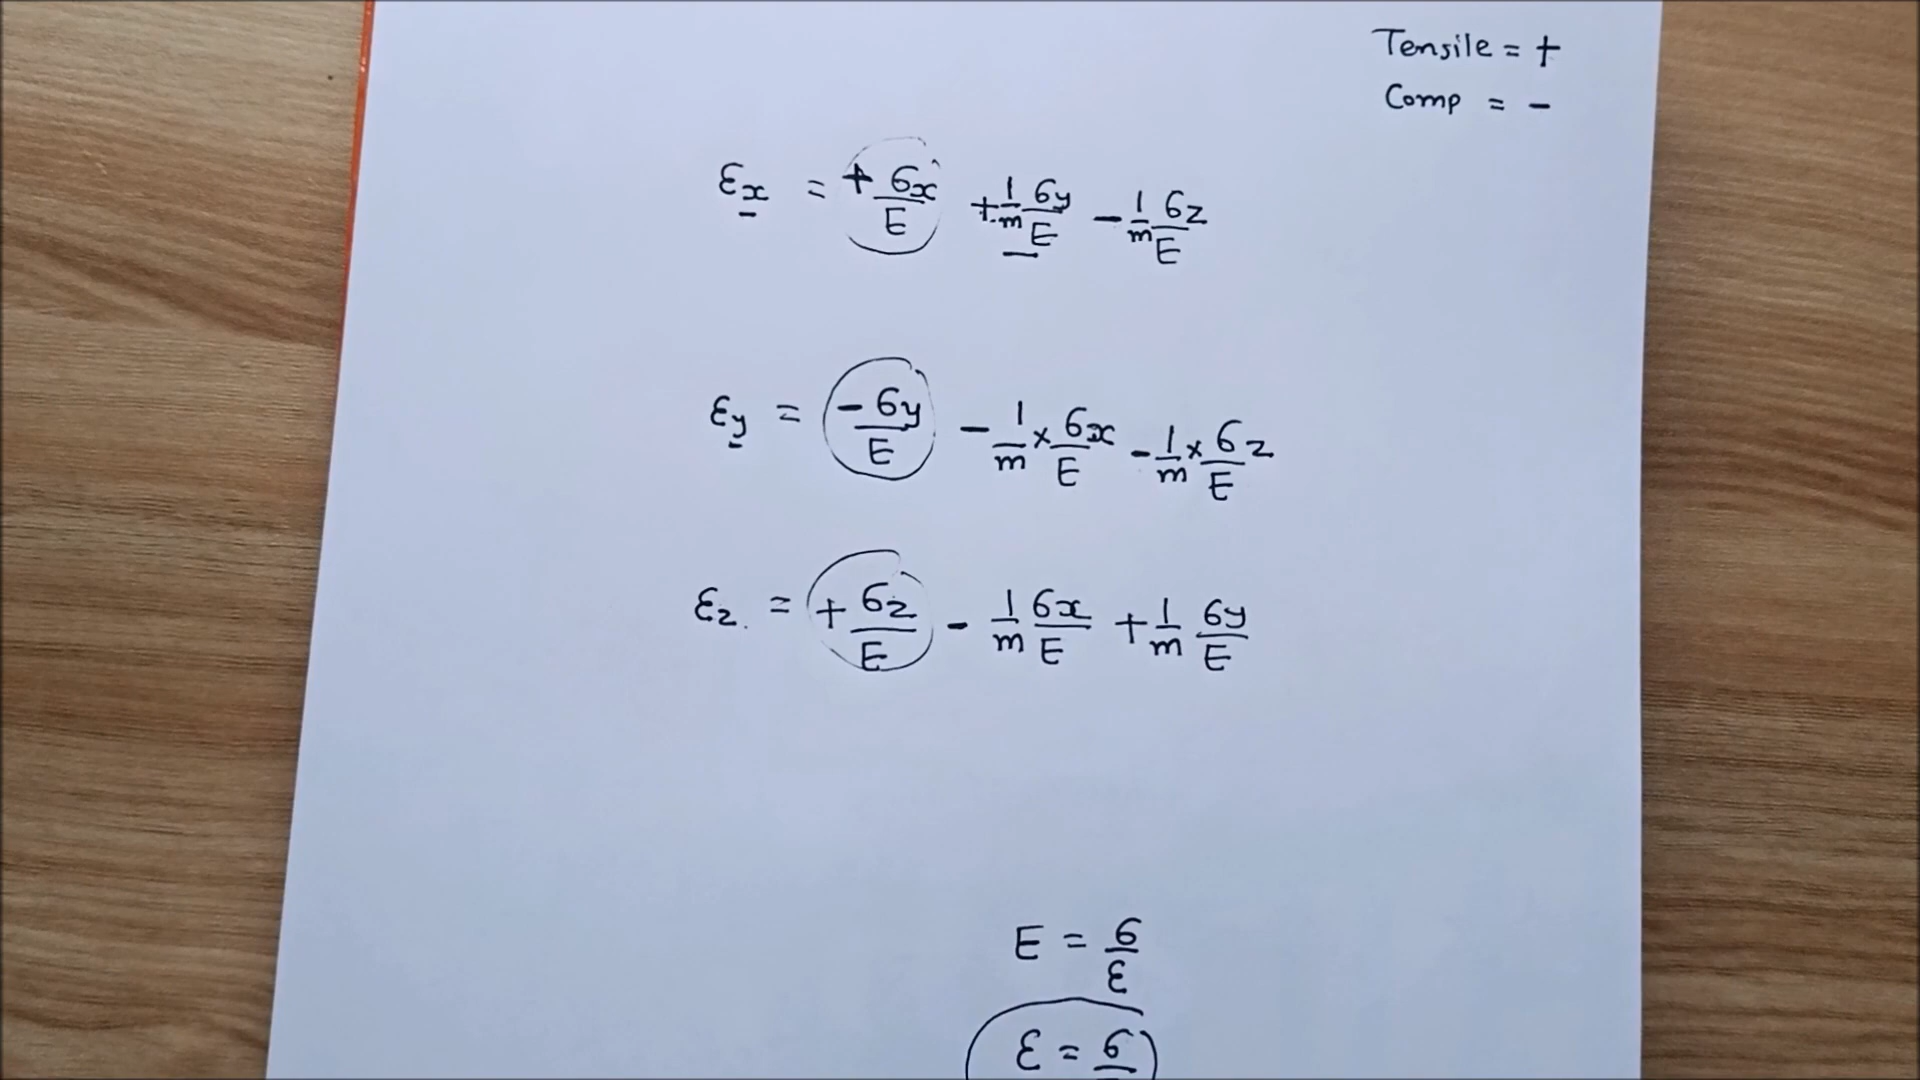 Tensile = +
Comp = -
εx = + σx/E + 1/m σy/E - 1/m σz/E
εy = - σy/E - 1/m × σx/E - 1/m × σz/E
εz. = + σz/E - 1/m σx/E + 1/m σy/E
E = σ/ε
ε = σ